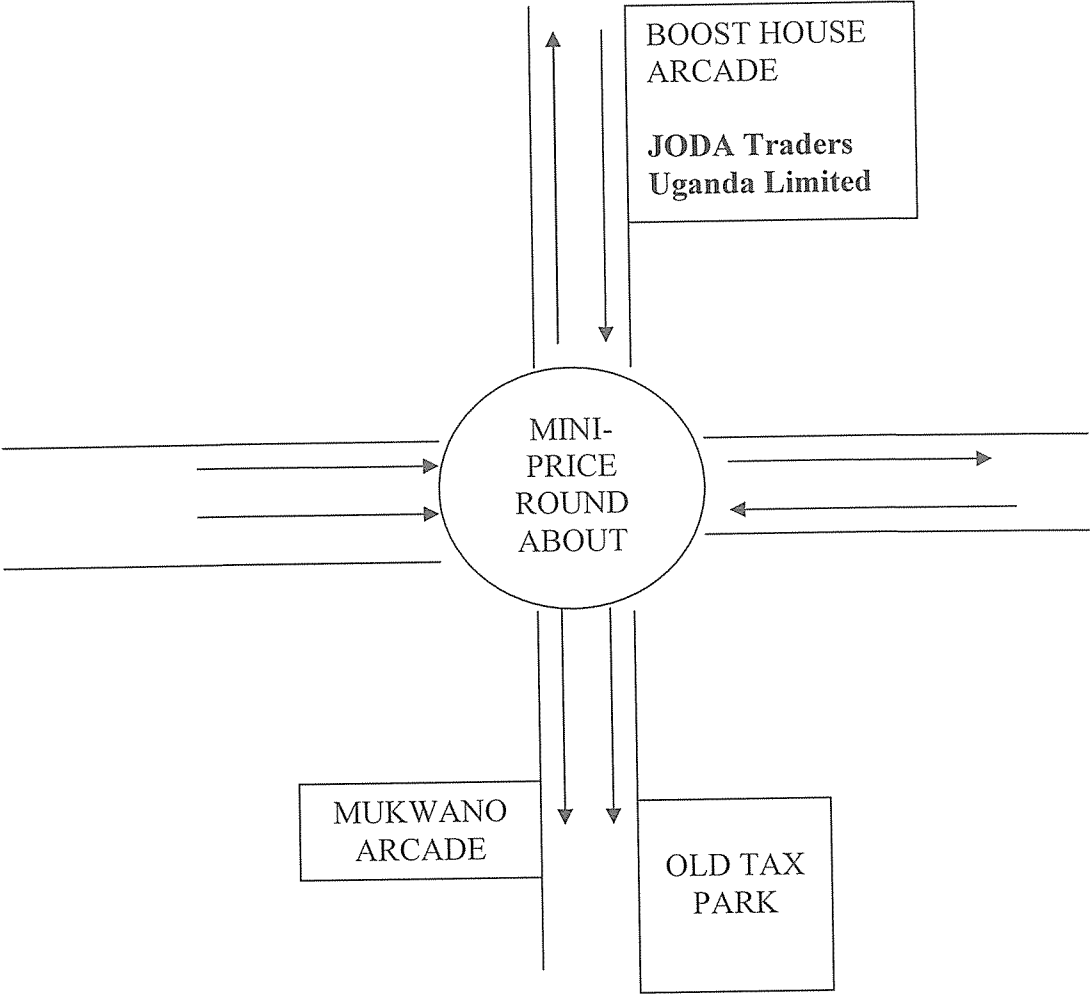 BOOST HOUSE
ARCADE
JODA Traders
Uganda Limited
MINI-
PRICE
ROUND
ABOUT
MUKWANO
ARCADE
OLD TAX
PARK